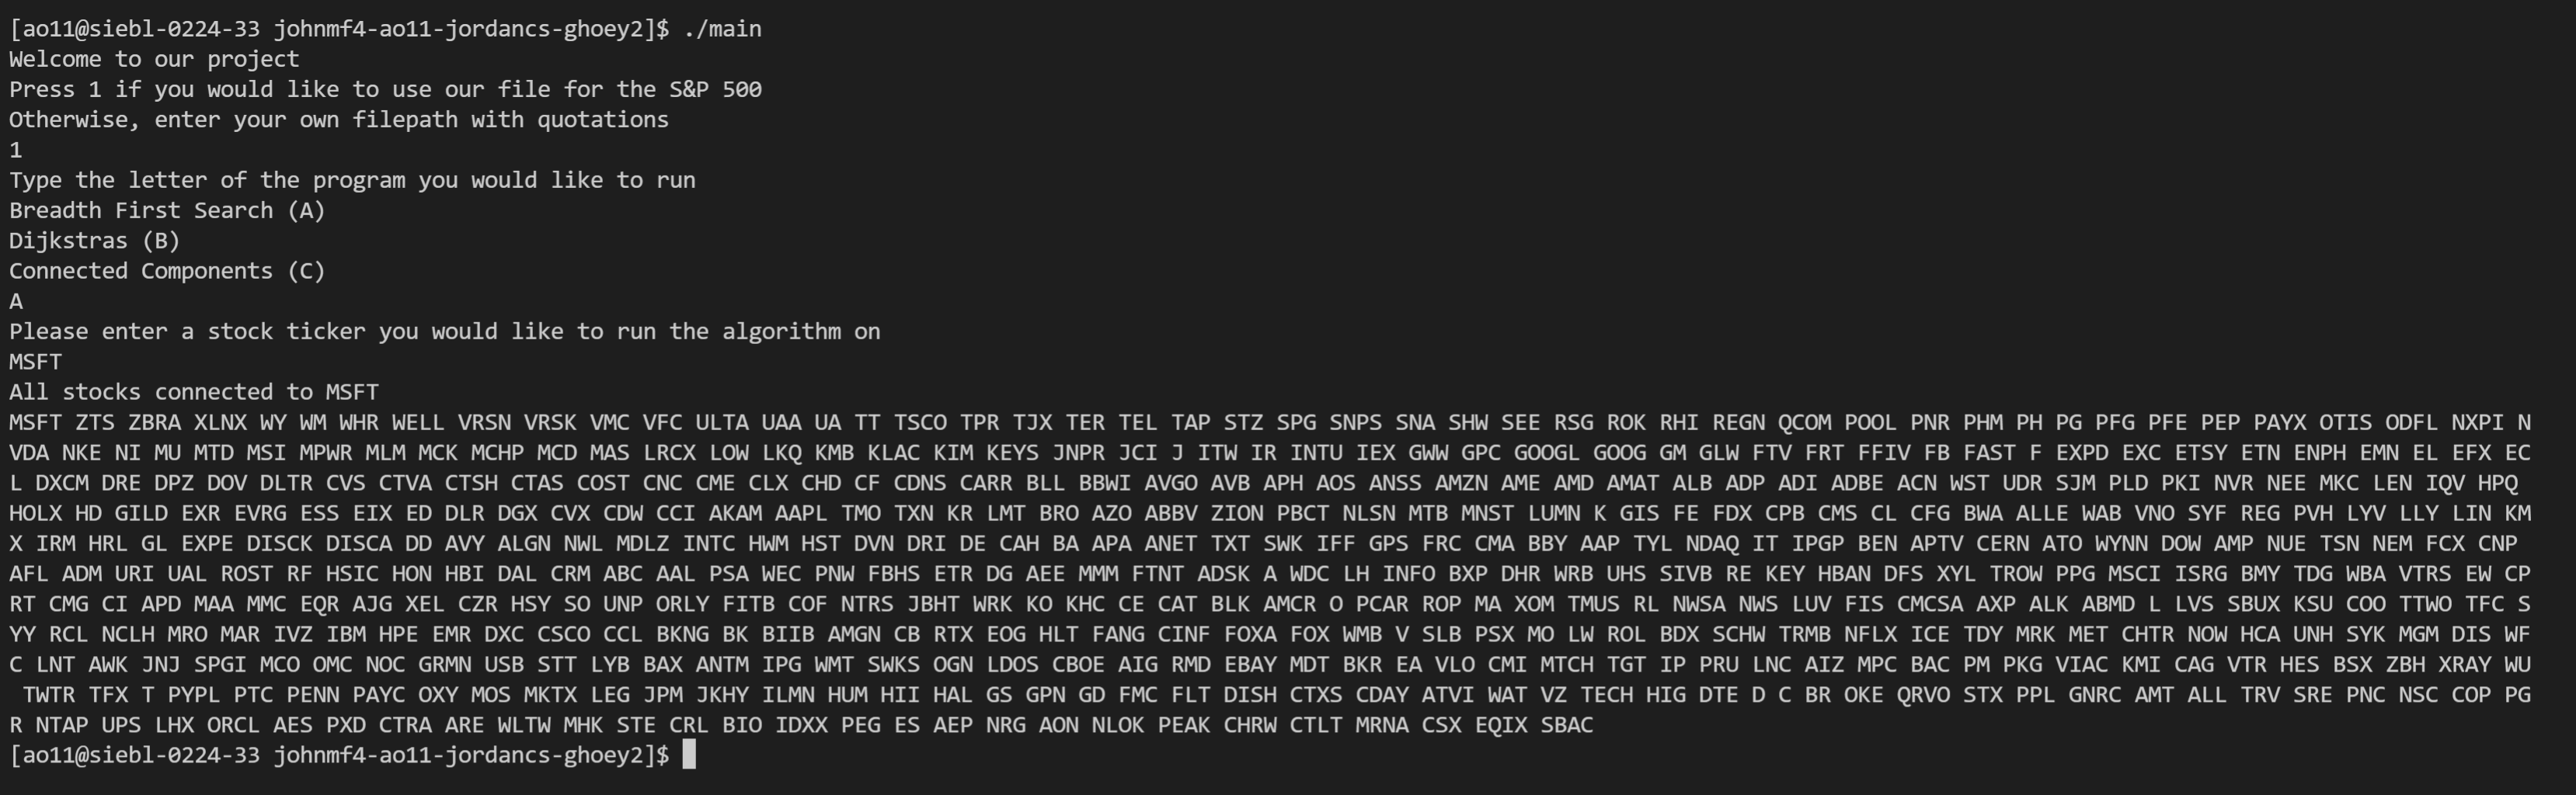 [ao11@siebl-0224-33 johnmf4-ao11-jordancs-ghoey2]$ ./main
Welcome to our project
Press 1 if you would like to use our file for the S&P 500
Otherwise, enter your own filepath with quotations
1
Type the letter of the program you would like to run
Breadth First Search (A)
Dijkstras (B)
Connected Components (C)
A
Please enter a stock ticker you would like to run the algorithm on
MSFT
All stocks connected to MSFT
MSFT ZTS ZBRA XLNX WY WM WHR WELL VRSN VRSK VMC VFC ULTA UAA UA TT TSCO TPR TJX TER TEL TAP STZ SPG SNPS SNA SHW SEE RSG ROK RHI REGN QCOM POOL PNR PHM PH PG PFG PFE PEP PAYX OTIS ODFL NXPI N
VDA NKE NI MU MTD MSI MPWR MLM MCK MCHP MCD MAS LRCX LOW LKQ KMB KLAC KIM KEYS JNPR JCI J ITW IR INTU IEX GWW GPC GOOGL GOOG GM GLW FTV FRT FFIV FB FAST F EXPD EXC ETSY ETN ENPH EMN EL EFX EC
L DXCM DRE DPZ DOV DLTR CVS CTVA CTSH CTAS COST CNC CME CLX CHD CF CDNS CARR BLL BBWI AVGO AVB APH AOS ANSS AMZN AME AMD AMAT ALB ADP ADI ADBE ACN WST UDR SJM PLD PKI NVR NEE MKC LEN IQV HPQ
HOLX HD GILD EXR EVRG ESS EIX ED DLR DGX CVX CDW CCI AKAM AAPL TMO TXN KR LMT BRO AZO ABBV ZION PBCT NLSN MTB MNST LUMN K GIS FE FDX CPB CMS CL CFG BWA ALLE WAB VNO SYF REG PVH LYV LLY LIN KM
X IRM HRL GL EXPE DISCK DISCA DD AVY ALGN NWL MDLZ INTC HWM HST DVN DRI DE CAH BA APA ANET TXT SWK IFF GPS FRC CMA BBY AAP TYL NDAQ IT IPGP BEN APTV CERN ATO WYNN DOW AMP NUE TSN NEM FCX CNP
AFL ADM URI UAL ROST RF HSIC HON HBI DAL CRM ABC AAL PSA WEC PNW FBHS ETR DG AEE MMM FTNT ADSK A WDC LH INFO BXP DHR WRB UHS SIVB RE KEY HBAN DFS XYL TROW PPG MSCI ISRG BMY TDG WBA VTRS EW CP
RT CMG CI APD MAA MMC EQR AJG XEL CZR HSY SO UNP ORLY FITB COF NTRS JBHT WRK KO KHC CE CAT BLK AMCR O PCAR ROP MA XOM TMUS RL NWSA NWS LUV FIS CMCSA AXP ALK ABMD L LVS SBUX KSU COO TTWO TFC S
YY RCL NCLH MRO MAR IVZ IBM HPE EMR DXC CSCO CCL BKNG BK BIIB AMGN CB RTX EOG HLT FANG CINF FOXA FOX WMB V SLB PSX MO LW ROL BDX SCHW TRMB NFLX ICE TDY MRK MET CHTR NOW HCA UNH SYK MGM DIS WF
C LNT AWK JNJ SPGI MCO OMC NOC GRMN USB STT LYB BAX ANTM IPG WMT SWKS OGN LDOS CBOE AIG RMD EBAY MDT BKR EA VLO CMI MTCH TGT IP PRU LNC AIZ MPC BAC PM PKG VIAC KMI CAG VTR HES BSX ZBH XRAY WU
TWTR TFX T PYPL PTC PENN PAYC OXY MOS MKTX LEG JPM JKHY ILMN HUM HII HAL GS GPN GD FMC FLT DISH CTXS CDAY ATVI WAT VZ TECH HIG DTE D C BR OKE QRVO STX PPL GNRC AMT ALL TRV SRE PNC NSC COP PG
R NTAP UPS LHX ORCL AES PXD CTRA ARE WLTW MHK STE CRL BIO IDXX PEG ES AEP NRG AON NLOK PEAK CHRW CTLT MRNA CSX EQIX SBAC
[ao11@siebl-0224-33 johnmf4-ao11-jordancs-ghoey2]$